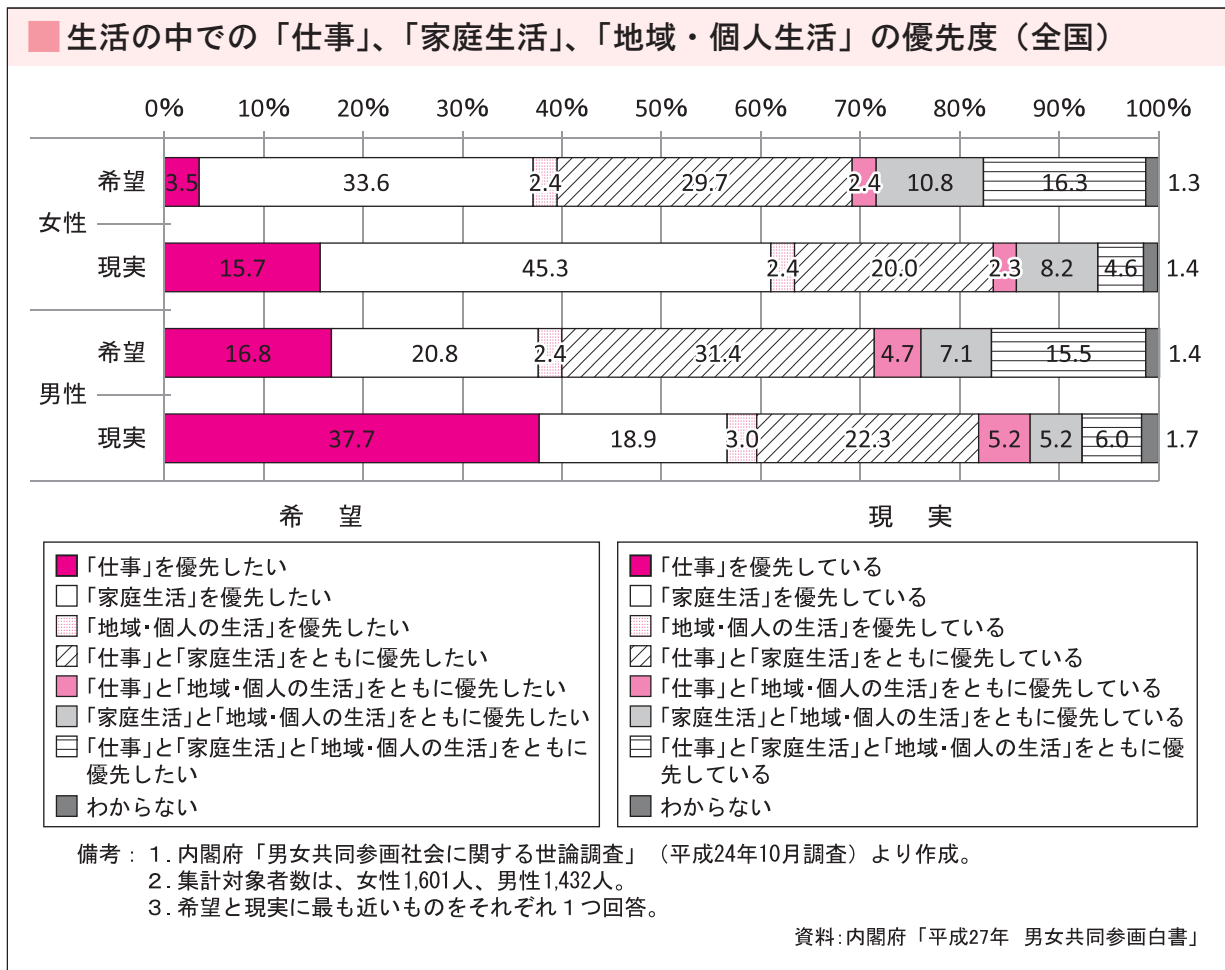 生活の中での「仕事」、「家庭生活」、「地域・個人生活」の優先度（全国）
0% 10% 20% 30% 40% 50% 60% 70% 80% 90% 100%
女性
希望 3.5 33.6 2.4 29.7 2.4 10.8 16.3 1.3
現実 15.7 45.3 2.4 20.0 2.3 8.2 4.6 1.4
男性
希望 16.8 20.8 2.4 31.4 4.7 7.1 15.5 1.4
現実 37.7 18.9 3.0 22.3 5.2 5.2 6.0 1.7
希 望
「仕事」を優先したい
「家庭生活」を優先したい
「地域・個人の生活」を優先したい
「仕事」と「家庭生活」をともに優先したい
「仕事」と「地域・個人の生活」をともに優先したい
「家庭生活」と「地域・個人の生活」をともに優先したい
「仕事」と「家庭生活」と「地域・個人の生活」をともに
優先したい
わからない
現 実
「仕事」を優先している
「家庭生活」を優先している
「地域・個人の生活」を優先している
「仕事」と「家庭生活」をともに優先している
「仕事」と「地域・個人の生活」をともに優先している
「家庭生活」と「地域・個人の生活」をともに優先している
「仕事」と「家庭生活」と「地域・個人の生活」をともに優
先している
わからない
備考：１.内閣府「男女共同参画社会に関する世論調査」（平成24年10月調査）より作成。
２.集計対象者数は、女性1,601人、男性1,432人。
３.希望と現実に最も近いものをそれぞれ１つ回答。
資料:内閣府「平成27年 男女共同参画白書」